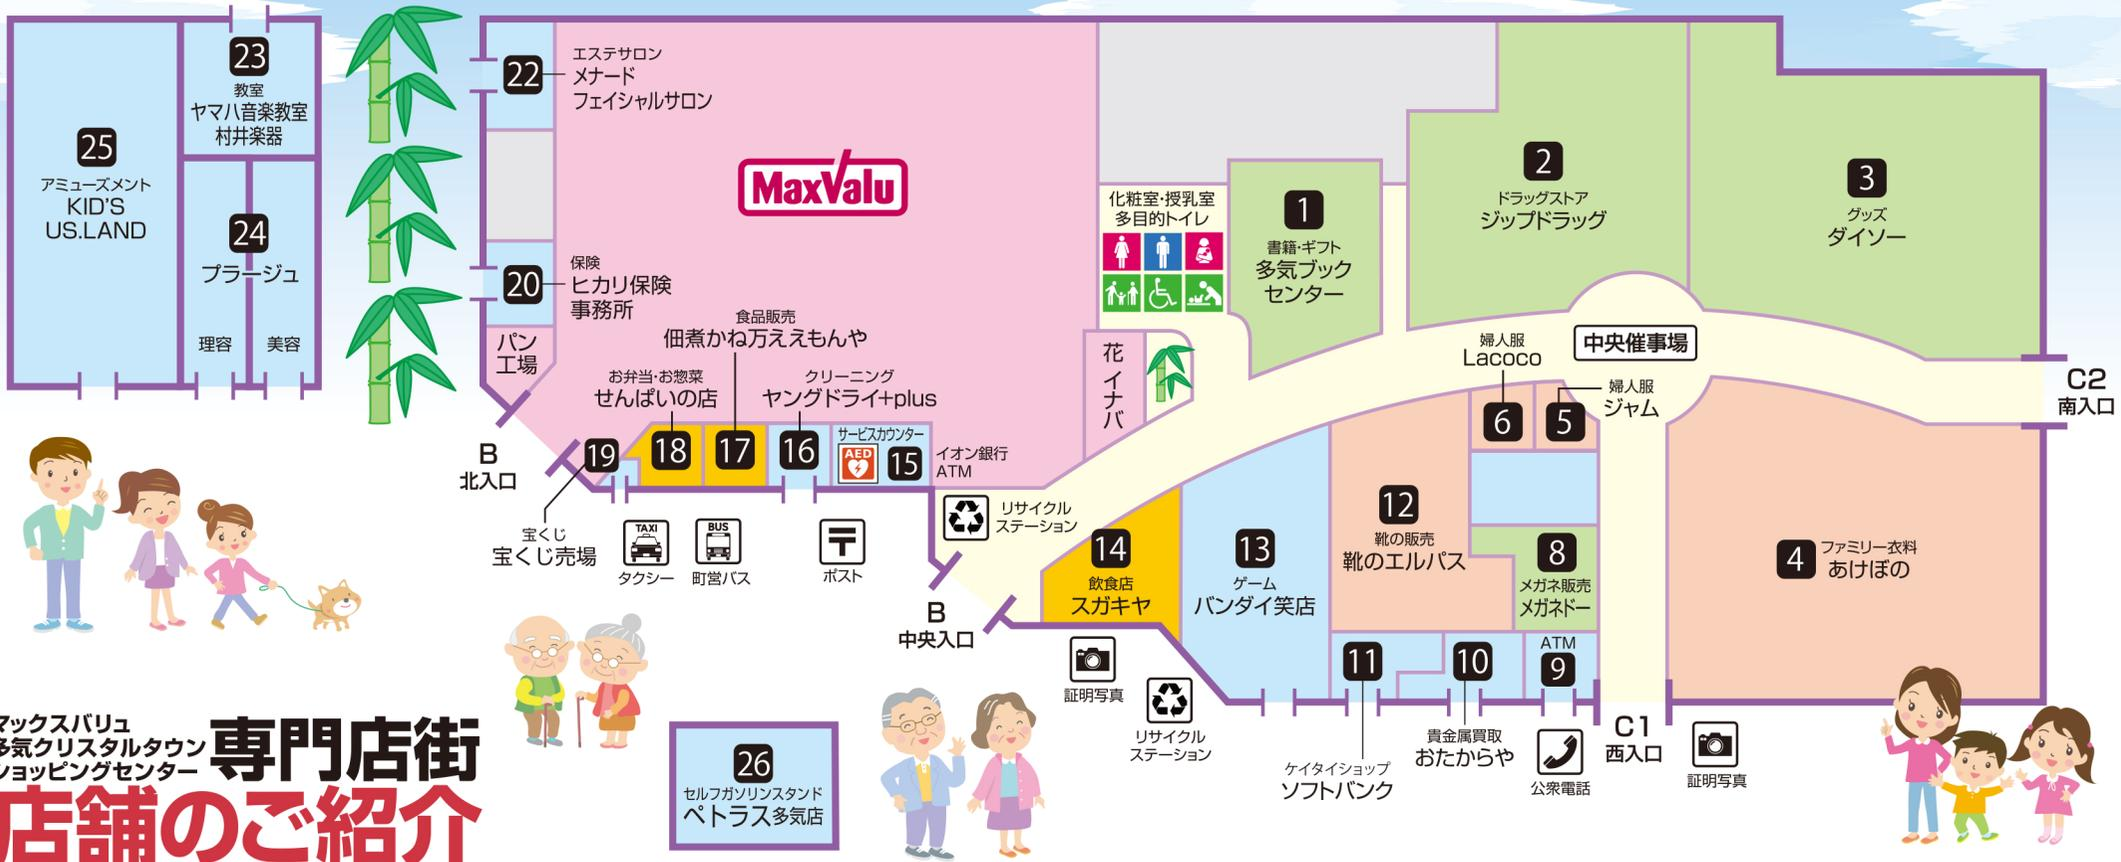 23
教室
ヤマハ音楽教室
村井楽器
25
アミューズメント
KID'S
US.LAND
24
プラージュ
理容
美容
22
エステサロン
メナード
フェイシャルサロン
MaxValu
20
保険
ヒカリ保険
事務所
パン
工場
食品販売
佃煮かね万ええもんや
お弁当・お惣菜
せんぱいの店
クリーニング
ヤングドライ+plus
サービスカウンター
AED
19
18
17
16
15
イオン銀行
ATM
B
北入口
宝くじ
宝くじ売場
TAXI
タクシー
BUS
町営バス
〒
ポスト
リサイクル
ステーション
B
中央入口
化粧室・授乳室
多目的トイレ
花イナバ
1
書籍・ギフト
多気ブック
センター
2
ドラッグストア
ジップドラッグ
3
グッズ
ダイソー
中央催事場
婦人服
Lacoco
6
婦人服
ジャム
5
C2
南入口
4
ファミリー衣料
あけぼの
12
靴の販売
靴のエルパス
8
メガネ販売
メガネドー
13
ゲーム
バンダイ笑店
14
飲食店
スガキヤ
11
10
ATM
9
証明写真
リサイクル
ステーション
ケイタイショップ
ソフトバンク
貴金属買取
おたからや
公衆電話
C1
西入口
証明写真
26
セルフガソリンスタンド
ペトラス多気店
マックスバリュ
多気クリスタルタウン
ショッピングセンター
専門店街
店舗のご紹介